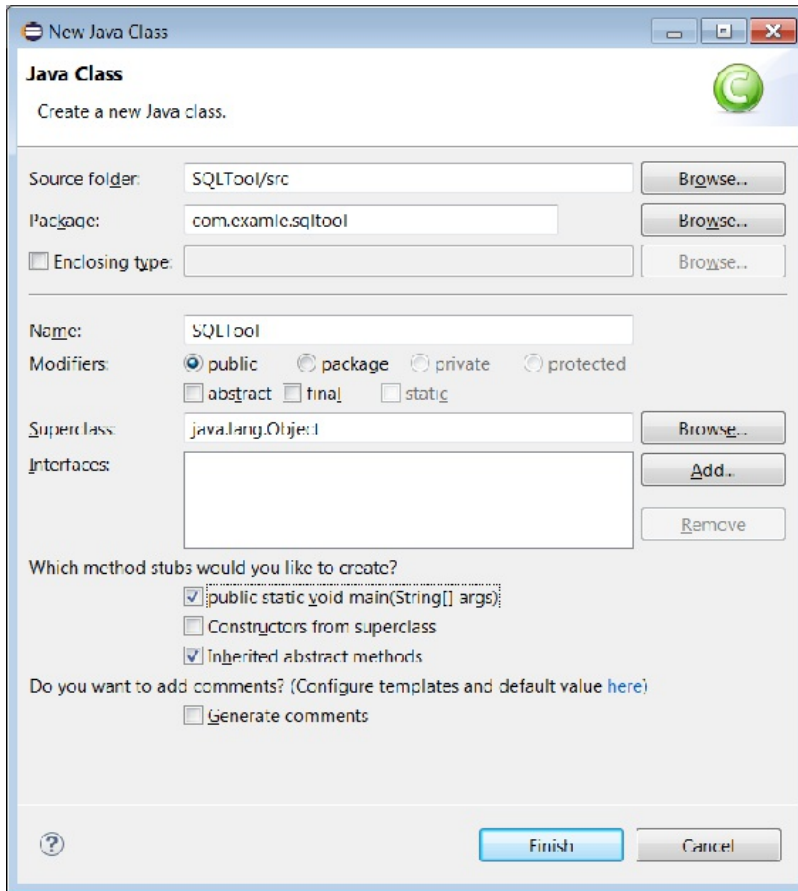 New Java Class
Java Class
Create a new Java class.
Source folder: SQLTool/src Browse...
Package: com.examle.sqltool Browse...
Enclosing type: Browse...
Name: SQLTool
Modifiers: public package private protected
abstract final static
Superclass: java.lang.Object Browse...
Interfaces: Add...
Remove
Which method stubs would you like to create?
public static void main(String[] args)
Constructors from superclass
Inherited abstract methods
Do you want to add comments? (Configure templates and default value here)
Generate comments
? Finish Cancel